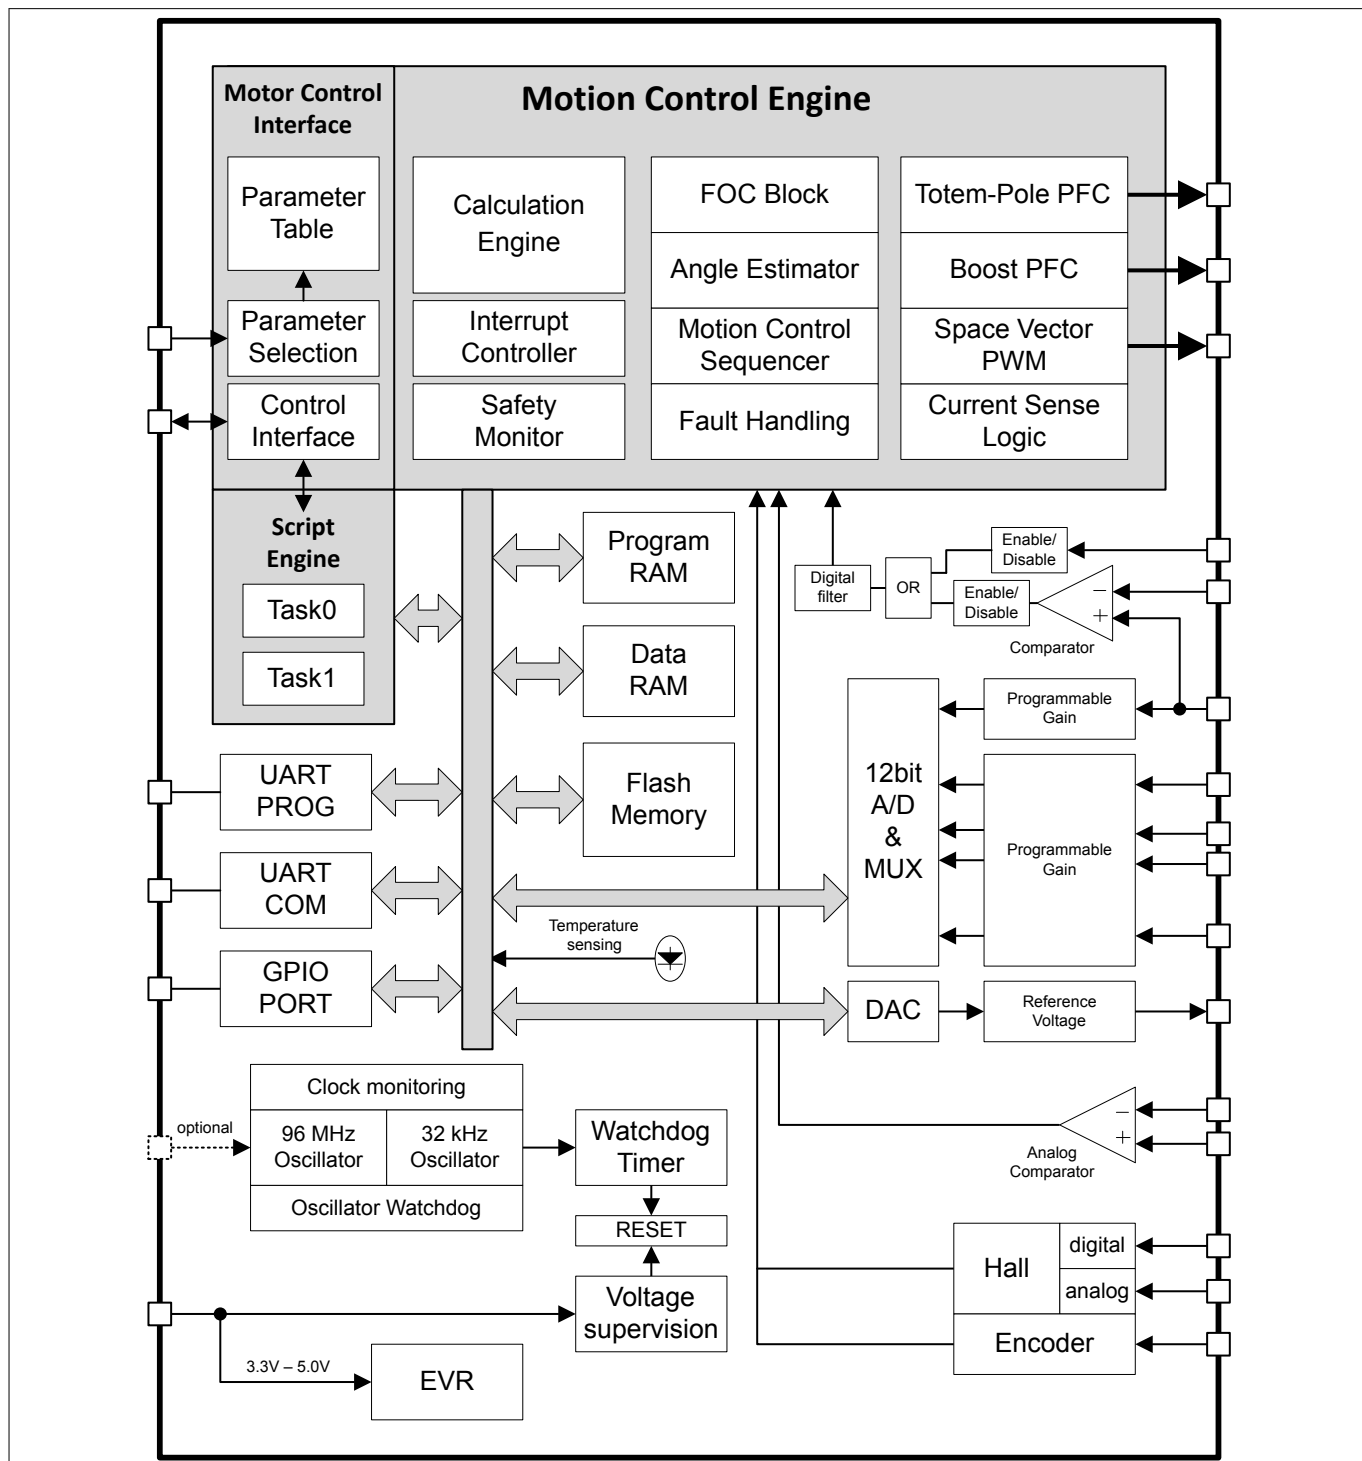 Motor Control
Interface
Motion Control Engine
Parameter
Table
Parameter
Selection
Control
Interface
Calculation
Engine
Interrupt
Controller
Safety
Monitor
FOC Block
Angle Estimator
Motion Control
Sequencer
Fault Handling
Totem-Pole PFC
Boost PFC
Space Vector
PWM
Current Sense
Logic
Script
Engine
Task0
Task1
Program
RAM
Data
RAM
Flash
Memory
Digital
filter
OR
Enable/
Disable
Enable/
Disable
−
+
Comparator
UART
PROG
UART
COM
GPIO
PORT
12bit
A/D
&
MUX
Programmable
Gain
Programmable
Gain
Temperature
sensing
DAC
Reference
Voltage
optional
Clock monitoring
96 MHz
Oscillator
32 kHz
Oscillator
Oscillator Watchdog
Watchdog
Timer
RESET
Voltage
supervision
3.3V – 5.0V
EVR
−
+
Analog
Comparator
Hall
digital
analog
Encoder